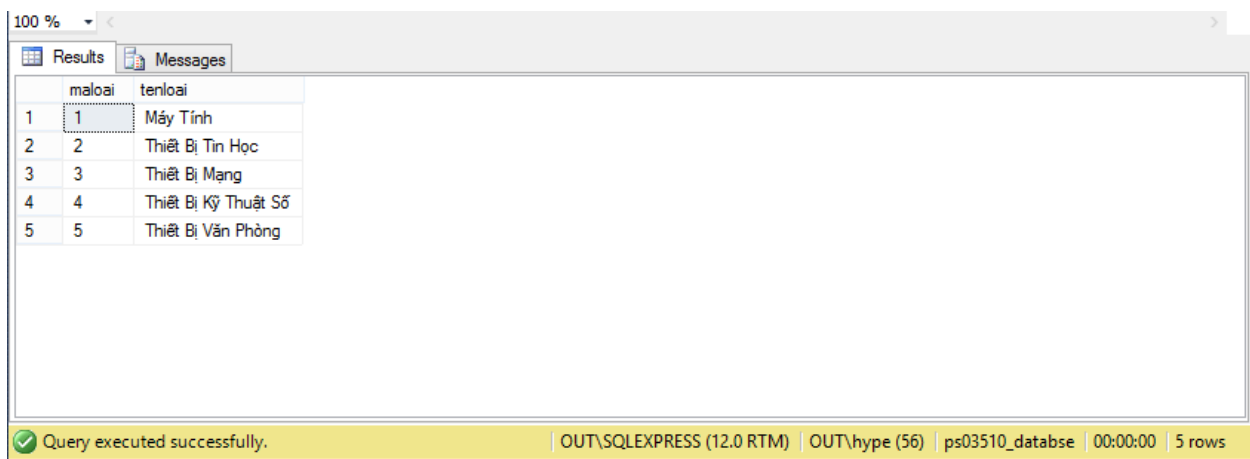 100 %
Results Messages
maloai tenloai
1 1 Máy Tính
2 2 Thiết Bị Tin Học
3 3 Thiết Bị Mạng
4 4 Thiết Bị Kỹ Thuật Số
5 5 Thiết Bị Văn Phòng
Query executed successfully. OUT\SQLEXPRESS (12.0 RTM) OUT\hype (56) ps03510_databse 00:00:00 5 rows